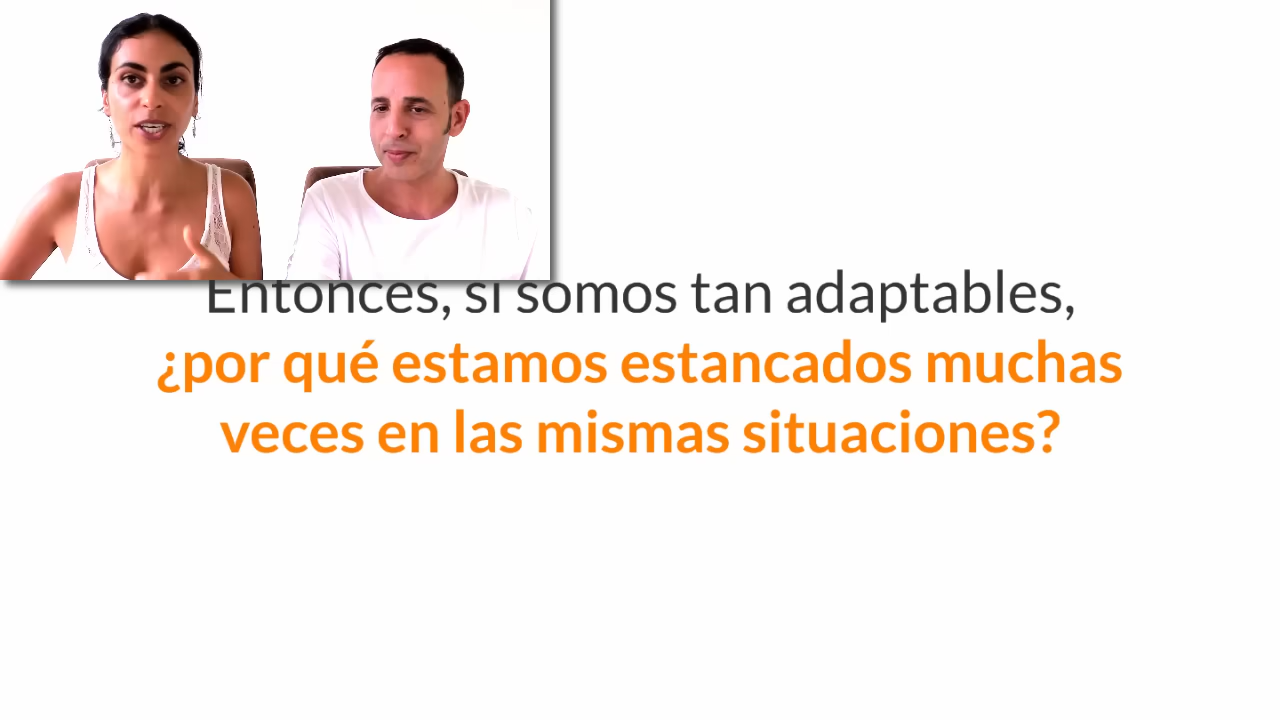 Entonces, si somos tan adaptables,
¿por qué estamos estancados muchas
veces en las mismas situaciones?